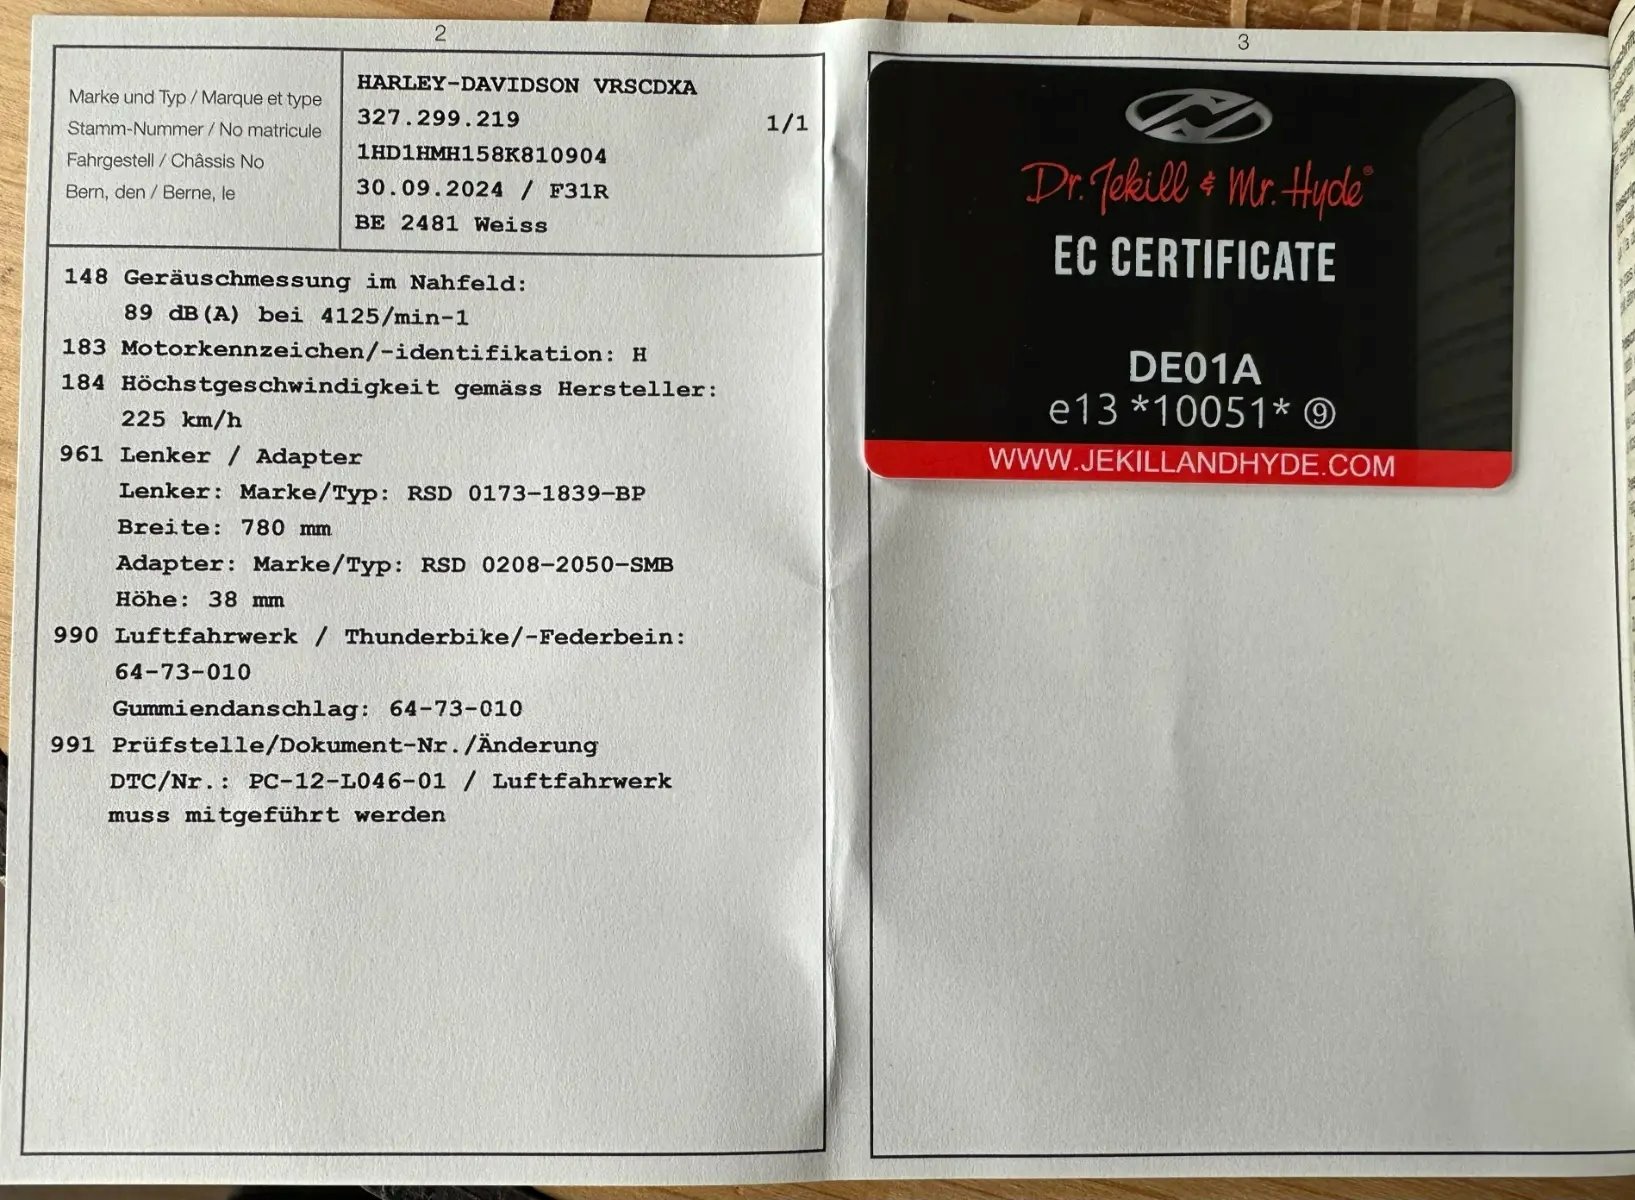 2
Marke und Typ / Marque et type
Stamm-Nummer / No matricule
Fahrgestell / Châssis No
Bern, den / Berne, le
HARLEY-DAVIDSON VRSCDXA
327.299.219 1/1
1HD1HMH158K810904
30.09.2024 / F31R
BE 2481 Weiss
148 Geräuschmessung im Nahfeld:
89 dB(A) bei 4125/min-1
183 Motorkennzeichen/-identifikation: H
184 Höchstgeschwindigkeit gemäss Hersteller:
225 km/h
961 Lenker / Adapter
Lenker: Marke/Typ: RSD 0173-1839-BP
Breite: 780 mm
Adapter: Marke/Typ: RSD 0208-2050-SMB
Höhe: 38 mm
990 Luftfahrwerk / Thunderbike/-Federbein:
64-73-010
Gummiendanschlag: 64-73-010
991 Prüfstelle/Dokument-Nr./Änderung
DTC/Nr.: PC-12-L046-01 / Luftfahrwerk
muss mitgeführt werden
3
Dr. Jekill & Mr. Hyde®
EC CERTIFICATE
DE01A
e13 *10051* ⑨
WWW.JEKILLANDHYDE.COM